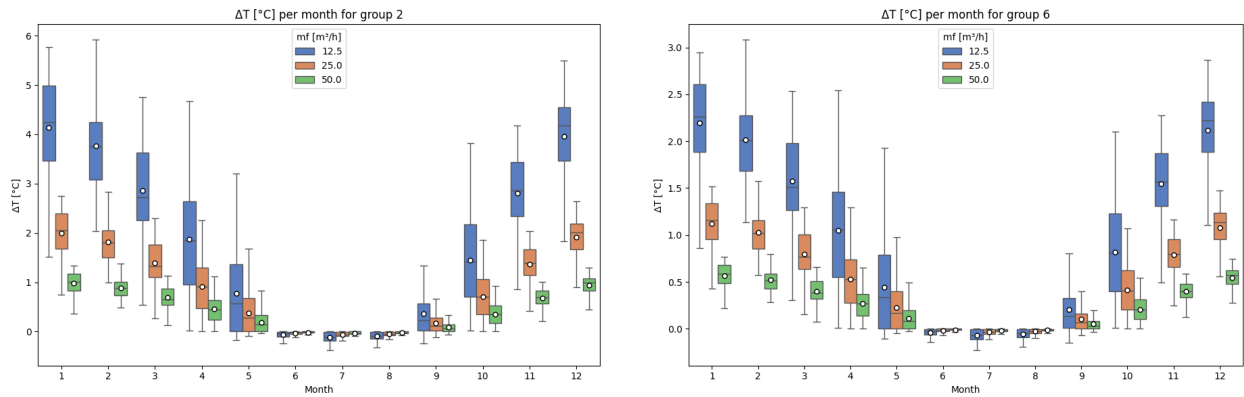 ΔT [°C] per month for group 2
mf [m³/h]
12.5
25.0
50.0
ΔT [°C]
6
5
4
3
2
1
0
1 2 3 4 5 6 7 8 9 10 11 12
Month
ΔT [°C] per month for group 6
mf [m³/h]
12.5
25.0
50.0
ΔT [°C]
3.0
2.5
2.0
1.5
1.0
0.5
0.0
1 2 3 4 5 6 7 8 9 10 11 12
Month